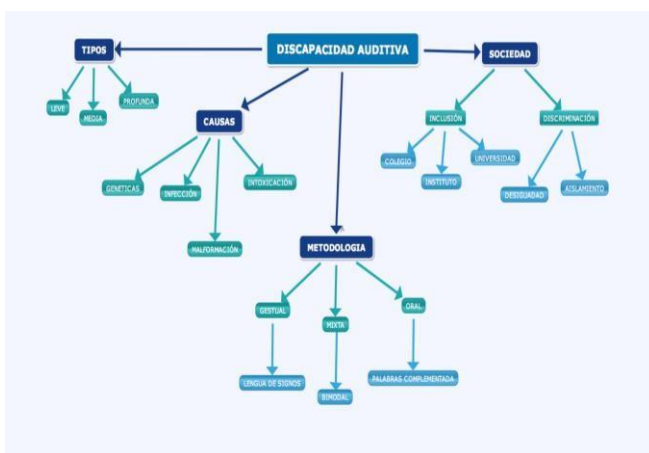 DISCAPACIDAD AUDITIVA
TIPOS
SOCIEDAD
LEVE
MEDIA
PROFUNDA
CAUSAS
INCLUSIÓN
DISCRIMINACIÓN
COLEGIO
INSTITUTO
UNIVERSIDAD
DESIGUADAD
AISLAMIENTO
GENETICAS
INFECCIÓN
MALFORMACIÓN
INTOXICACIÓN
METODOLOGIA
GESTUAL
MIXTA
ORAL
LENGUA DE SIGNOS
BIMODAL
PALABRAS COMPLEMENTADA